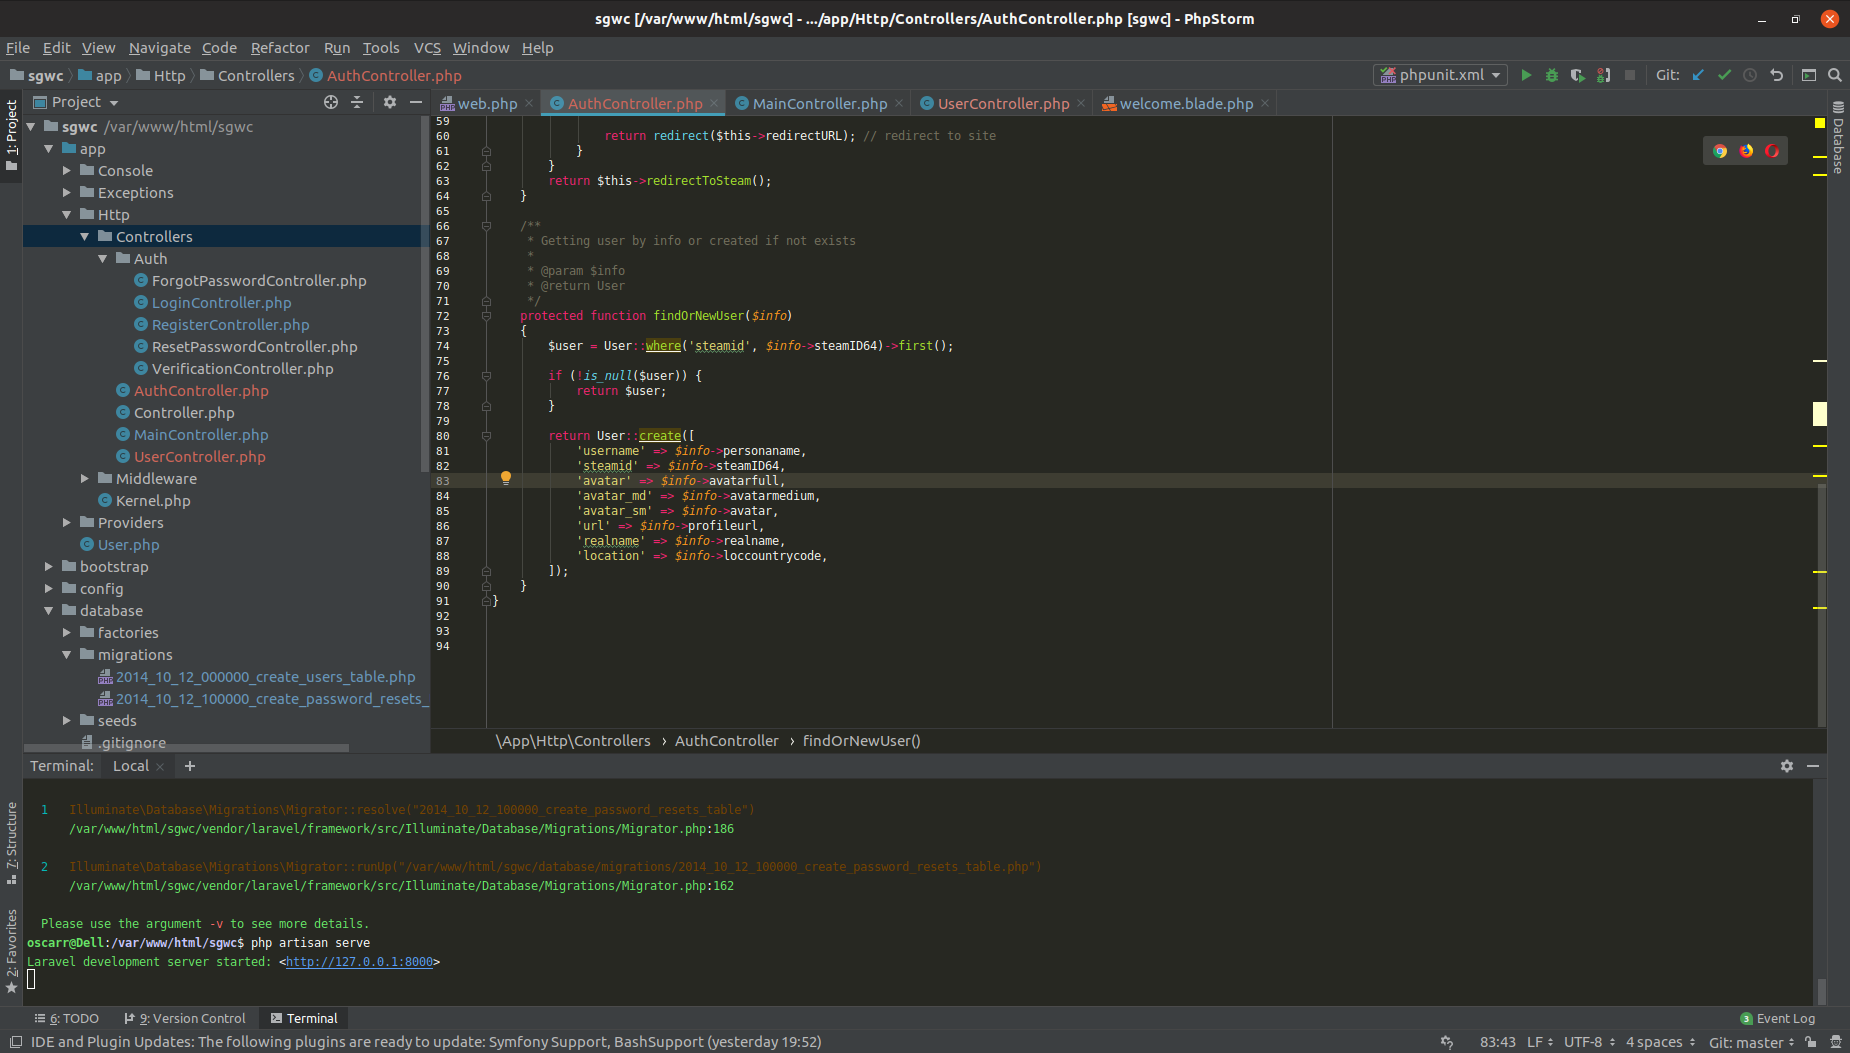 sgwc [/var/www/html/sgwc] - .../app/Http/Controllers/AuthController.php [sgwc] - PhpStorm
File Edit View Navigate Code Refactor Run Tools VCS Window Help
sgwc app Http Controllers AuthController.php phpunit.xml Git:
1: Project
Project
web.php AuthController.php MainController.php UserController.php welcome.blade.php
Database
sgwc /var/www/html/sgwc
app
Console
Exceptions
Http
Controllers
Auth
ForgotPasswordController.php
LoginController.php
RegisterController.php
ResetPasswordController.php
VerificationController.php
AuthController.php
Controller.php
MainController.php
UserController.php
Middleware
Kernel.php
Providers
User.php
bootstrap
config
database
factories
migrations
2014_10_12_000000_create_users_table.php
2014_10_12_100000_create_password_resets_
seeds
.gitignore
59
60 return redirect($this->redirectURL); // redirect to site
61 }
62 }
63 return $this->redirectToSteam();
64 }
65
66 /**
67 * Getting user by info or created if not exists
68 *
69 * @param $info
70 * @return User
71 */
72 protected function findOrNewUser($info)
73 {
74 $user = User::where('steamid', $info->steamID64)->first();
75
76 if (!is_null($user)) {
77 return $user;
78 }
79
80 return User::create([
81 'username' => $info->personaname,
82 'steamid' => $info->steamID64,
83 'avatar' => $info->avatarfull,
84 'avatar_md' => $info->avatarmedium,
85 'avatar_sm' => $info->avatar,
86 'url' => $info->profileurl,
87 'realname' => $info->realname,
88 'location' => $info->loccountrycode,
89 ]);
90 }
91 }
92
93
94
\App\Http\Controllers › AuthController › findOrNewUser()
Terminal: Local
7: Structure
2: Favorites
1 Illuminate\Database\Migrations\Migrator::resolve("2014_10_12_100000_create_password_resets_table")
/var/www/html/sgwc/vendor/laravel/framework/src/Illuminate/Database/Migrations/Migrator.php:186
2 Illuminate\Database\Migrations\Migrator::runUp("/var/www/html/sgwc/database/migrations/2014_10_12_100000_create_password_resets_table.php")
/var/www/html/sgwc/vendor/laravel/framework/src/Illuminate/Database/Migrations/Migrator.php:162
Please use the argument -v to see more details.
oscarr@Dell:/var/www/html/sgwc$ php artisan serve
Laravel development server started: <http://127.0.0.1:8000>
6: TODO 9: Version Control Terminal 3 Event Log
IDE and Plugin Updates: The following plugins are ready to update: Symfony Support, BashSupport (yesterday 19:52) 83:43 LF UTF-8 4 spaces Git: master